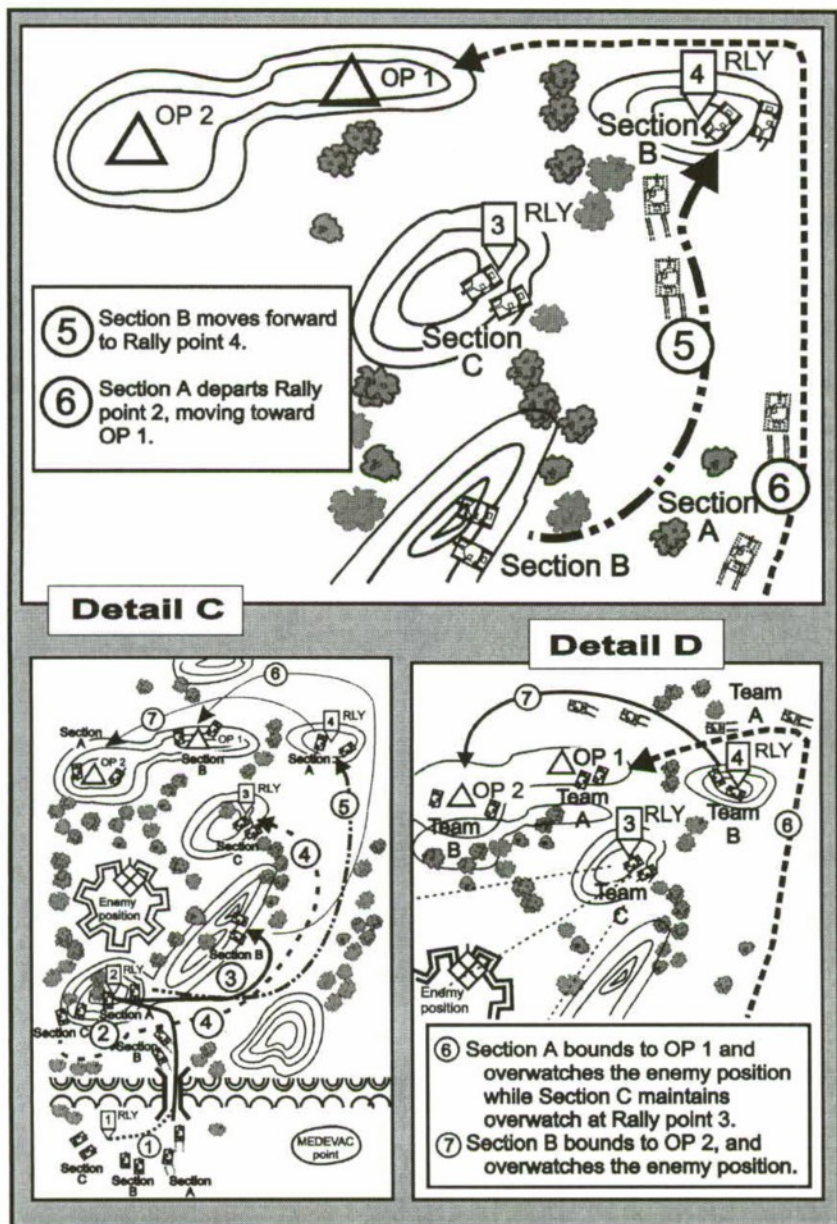 OP 1
OP 2
4
RLY
Section
B
3
RLY
Section
C
5
Section B moves forward
to Rally point 4.
6
Section A departs Rally
point 2, moving toward
OP 1.
5
Section
A
6
Section B
Detail C
6
7
Section
A
OP 1
Section
B
OP 2
4
RLY
Section
A
5
3
RLY
Section
C
4
Enemy
position
Section B
3
2
RLY
Section A
Section C
2
4
Section
B
1
RLY
1
MEDEVAC
point
Section
C
Section
B
Section
A
Detail D
7
Team
A
OP 1
4
RLY
OP 2
Team
A
Team
B
Team
B
3
RLY
6
Team
C
Enemy
position
6 Section A bounds to OP 1 and
overwatches the enemy position
while Section C maintains
overwatch at Rally point 3.
7 Section B bounds to OP 2, and
overwatches the enemy position.